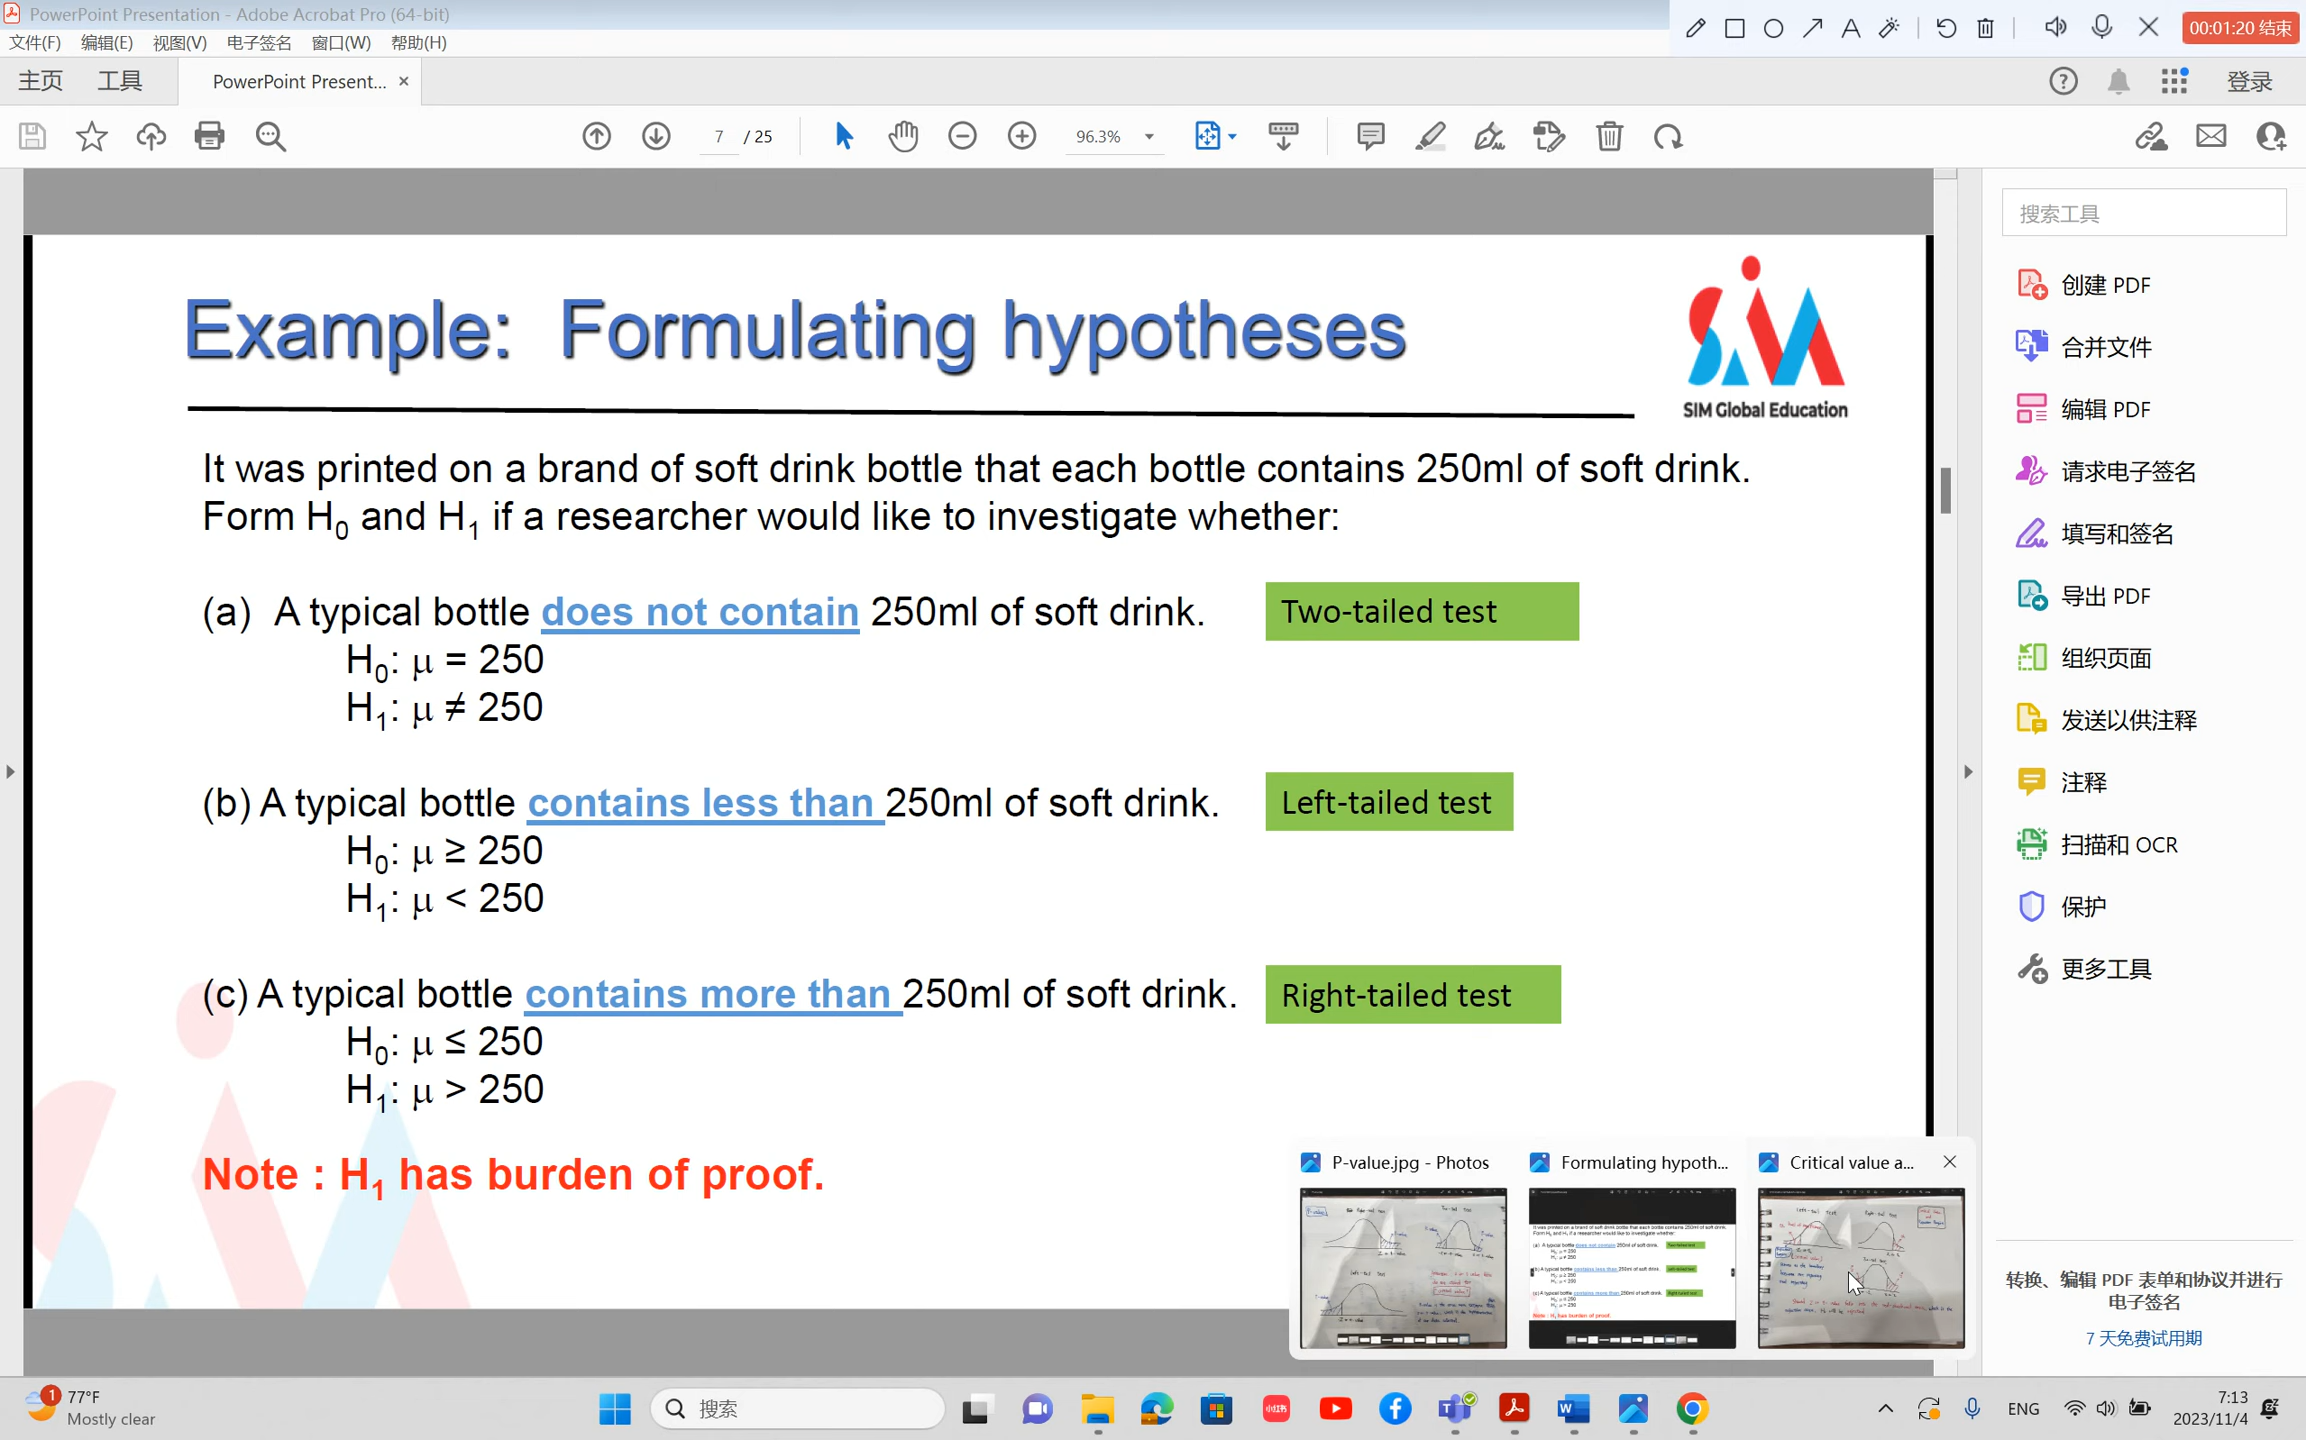 PowerPoint Presentation - Adobe Acrobat Pro (64-bit)
00:01:20 结束
文件(F) 编辑(E) 视图(V) 电子签名 窗口(W) 帮助(H)
主页 工具 PowerPoint Present... × 登录
7 / 25 96.3%
搜索工具
创建 PDF
合并文件
编辑 PDF
请求电子签名
填写和签名
导出 PDF
组织页面
发送以供注释
注释
扫描和 OCR
保护
更多工具
转换、编辑 PDF 表单和协议并进行
电子签名
7 天免费试用期
Example: Formulating hypotheses
SIM Global Education
It was printed on a brand of soft drink bottle that each bottle contains 250ml of soft drink.
Form H₀ and H₁ if a researcher would like to investigate whether:
(a) A typical bottle does not contain 250ml of soft drink. Two-tailed test
H₀: μ = 250
H₁: μ ≠ 250
(b) A typical bottle contains less than 250ml of soft drink. Left-tailed test
H₀: μ ≥ 250
H₁: μ < 250
(c) A typical bottle contains more than 250ml of soft drink. Right-tailed test
H₀: μ ≤ 250
H₁: μ > 250
Note : H₁ has burden of proof.
P-value.jpg - Photos Formulating hypoth... Critical value a...
1 77°F
Mostly clear
搜索
小红书
ENG
7:13
2023/11/4